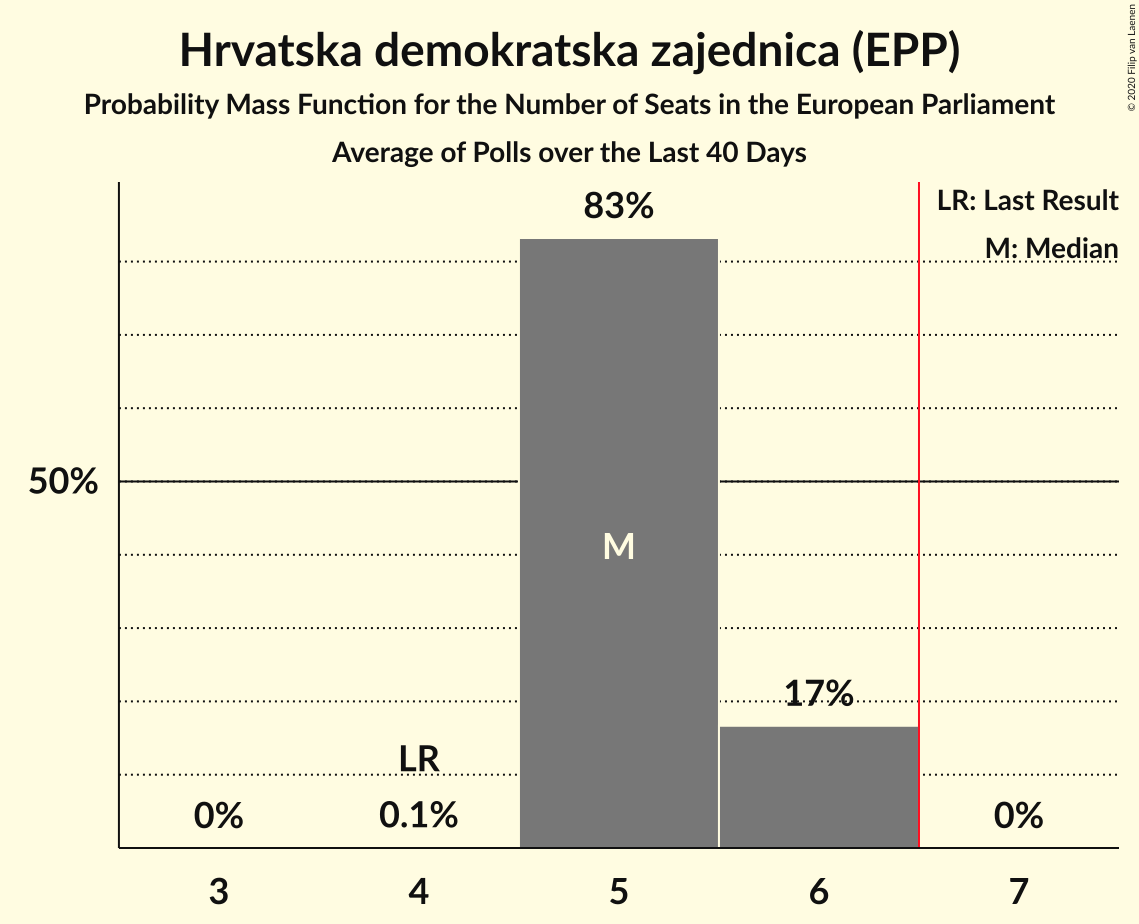 Hrvatska demokratska zajednica (EPP)
Probability Mass Function for the Number of Seats in the European Parliament
Average of Polls over the Last 40 Days
© 2020 Filip van Laenen
LR: Last Result
M: Median
83%
50%
M
17%
LR
0%
0.1%
0%
3
4
5
6
7